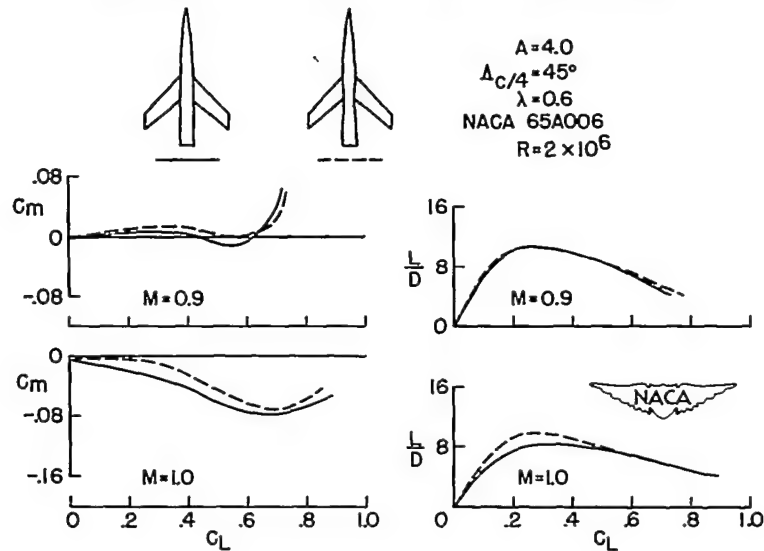 A=4.0
ΛC/4=45°
λ=0.6
NACA 65A006
R=2×10⁶
.08
Cm
0
-.08
M=0.9
16
L/D
8
0
M=0.9
0
Cm
-.08
-.16
M=1.0
0 .2 .4 .6 .8 1.0
CL
16
NACA
L/D
8
0
M=1.0
0 .2 .4 .6 .8 1.0
CL